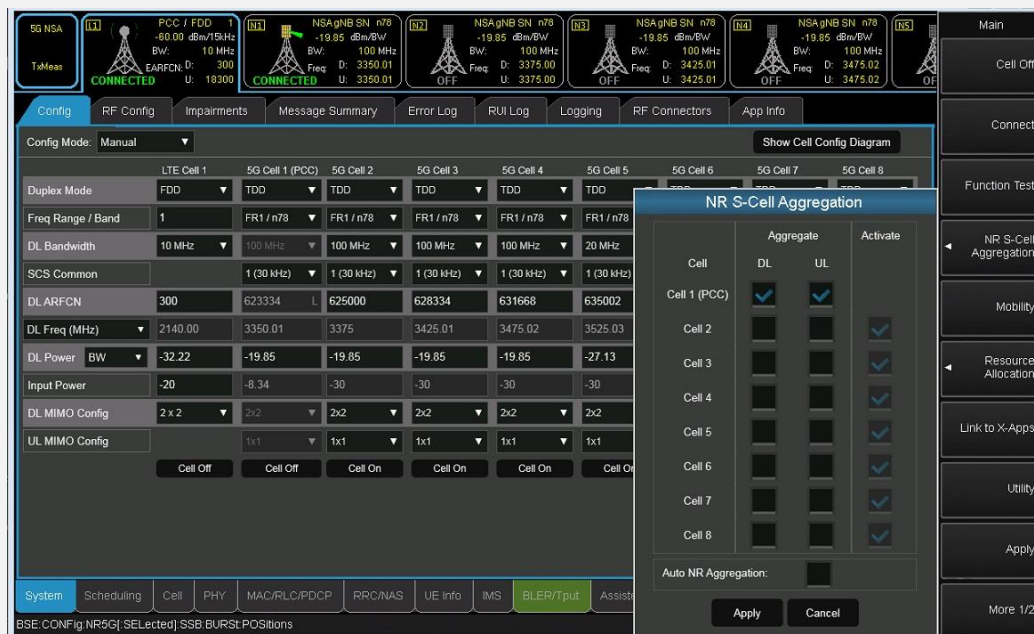 5G NSA
TxMeas
L1 PCC / FDD 1
-60.00 dBm/15kHz
BW: 10 MHz
EARFCN: D: 300
U: 18300
CONNECTED
N1 NSA gNB SN n78
-19.85 dBm/BW
BW: 100 MHz
Freq: D: 3350.01
U: 3350.01
CONNECTED
N2 NSA gNB SN n78
-19.85 dBm/BW
BW: 100 MHz
Freq: D: 3375.00
U: 3375.00
OFF
N3 NSA gNB SN n78
-19.85 dBm/BW
BW: 100 MHz
Freq: D: 3425.01
U: 3425.01
OFF
N4 NSA gNB SN n78
-19.85 dBm/BW
BW: 100 MHz
Freq: D: 3475.02
U: 3475.02
OFF
N5
Config RF Config Impairments Message Summary Error Log RUI Log Logging RF Connectors App Info
Config Mode: Manual Show Cell Config Diagram
LTE Cell 1 5G Cell 1 (PCC) 5G Cell 2 5G Cell 3 5G Cell 4 5G Cell 5 5G Cell 6 5G Cell 7 5G Cell 8
Duplex Mode FDD TDD TDD TDD TDD TDD
Freq Range / Band 1 FR1 / n78 FR1 / n78 FR1 / n78 FR1 / n78 FR1 / n78
DL Bandwidth 10 MHz 100 MHz 100 MHz 100 MHz 100 MHz 20 MHz
SCS Common 1 (30 kHz) 1 (30 kHz) 1 (30 kHz) 1 (30 kHz) 1 (30 kHz)
DL ARFCN 300 623334 L 625000 628334 631668 635002
DL Freq (MHz) 2140.00 3350.01 3375 3425.01 3475.02 3525.03
DL Power BW -32.22 -19.85 -19.85 -19.85 -19.85 -27.13
Input Power -20 -8.34 -30 -30 -30 -30
DL MIMO Config 2 x 2 2x2 2x2 2x2 2x2 2x2
UL MIMO Config 1x1 1x1 1x1 1x1 1x1
Cell Off Cell Off Cell On Cell On Cell On Cell
NR S-Cell Aggregation
Aggregate Activate
Cell DL UL
Cell 1 (PCC)
Cell 2
Cell 3
Cell 4
Cell 5
Cell 6
Cell 7
Cell 8
Auto NR Aggregation:
Apply Cancel
System Scheduling Cell PHY MAC/RLC/PDCP RRC/NAS UE Info IMS BLER/Tput
BSE:CONFig:NR5G[:SELected]:SSB:BURSt:POSitions
Main
Cell Off
Connect
Function Test
NR S-Cell
Aggregation
Mobility
Resource
Allocation
Link to X-Apps
Utility
Apply
More 1/2